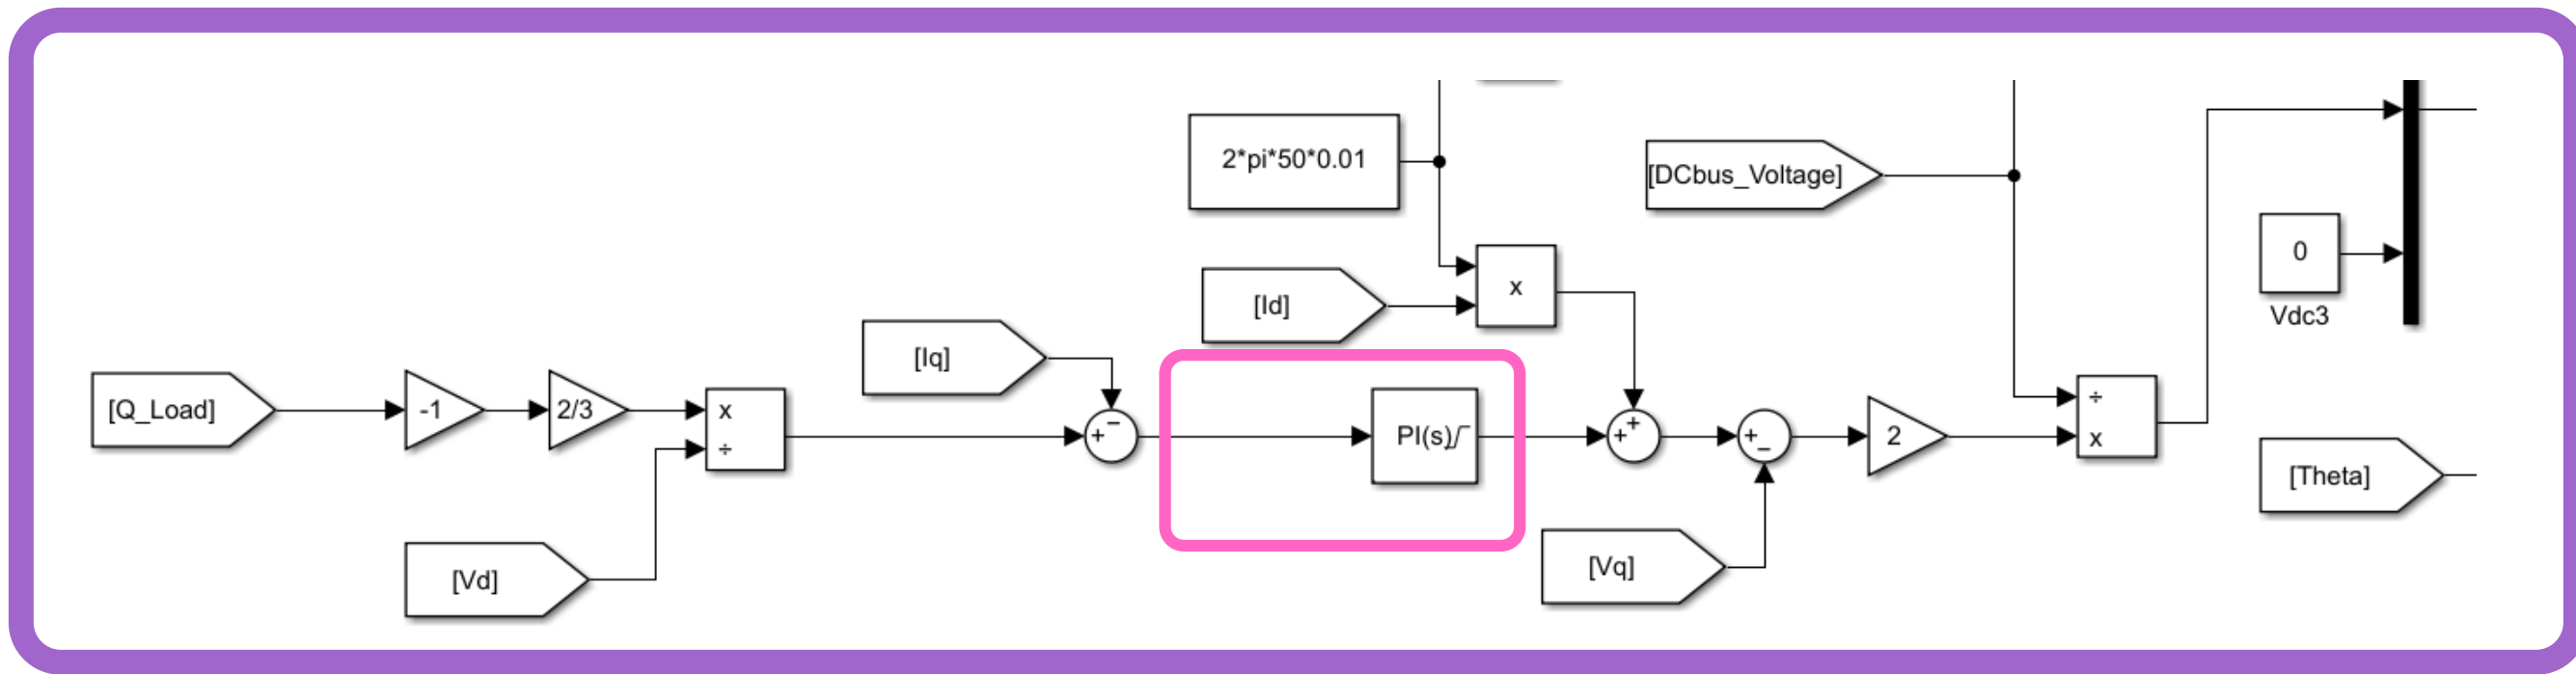 2*pi*50*0.01
[DCbus_Voltage]
[Id]
x
0
Vdc3
[Iq]
[Q_Load]
-1
2/3
x
÷
+
−
PI(s)
+
+
+
−
2
÷
x
[Theta]
[Vd]
[Vq]